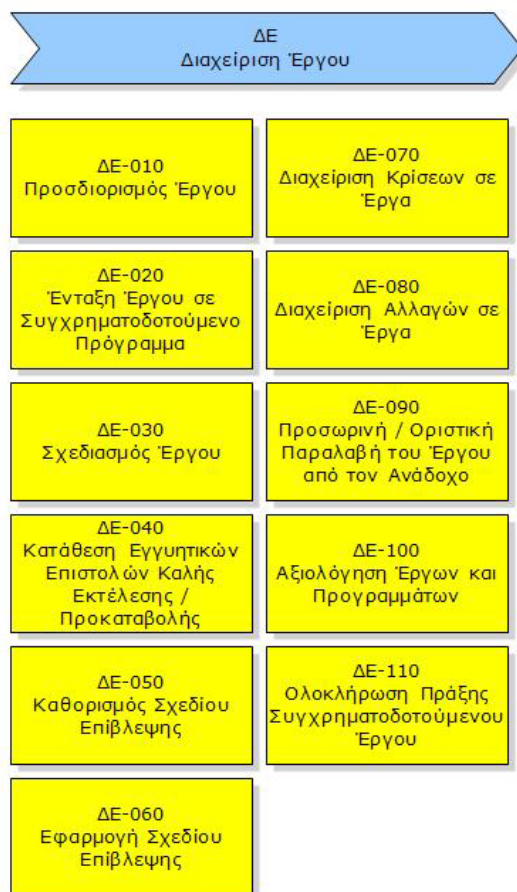 ΔΕ
Διαχείριση Έργου
ΔΕ-010
Προσδιορισμός Έργου
ΔΕ-020
Ένταξη Έργου σε
Συγχρηματοδοτούμενο
Πρόγραμμα
ΔΕ-030
Σχεδιασμός Έργου
ΔΕ-040
Κατάθεση Εγγυητικών
Επιστολών Καλής
Εκτέλεσης /
Προκαταβολής
ΔΕ-050
Καθορισμός Σχεδίου
Επίβλεψης
ΔΕ-060
Εφαρμογή Σχεδίου
Επίβλεψης
ΔΕ-070
Διαχείριση Κρίσεων σε
Έργα
ΔΕ-080
Διαχείριση Αλλαγών σε
Έργα
ΔΕ-090
Προσωρινή / Οριστική
Παραλαβή του Έργου
από τον Ανάδοχο
ΔΕ-100
Αξιολόγηση Έργων και
Προγραμμάτων
ΔΕ-110
Ολοκλήρωση Πράξης
Συγχρηματοδοτούμενου
Έργου